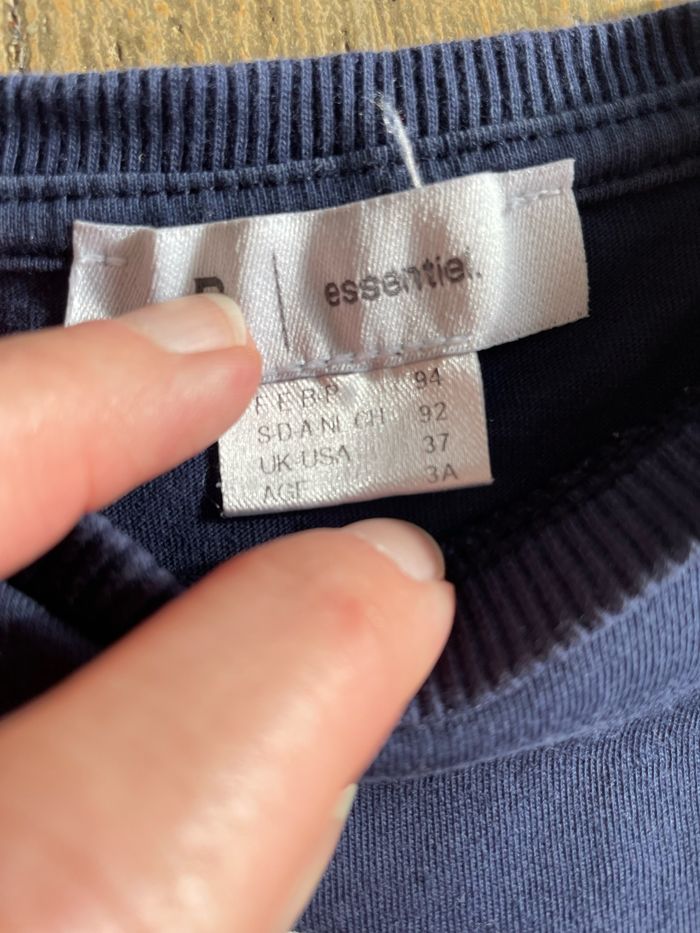 R | essentiel.
F E B P 94
S-D-A NL CH 92
UK-USA 37
AGE 3A